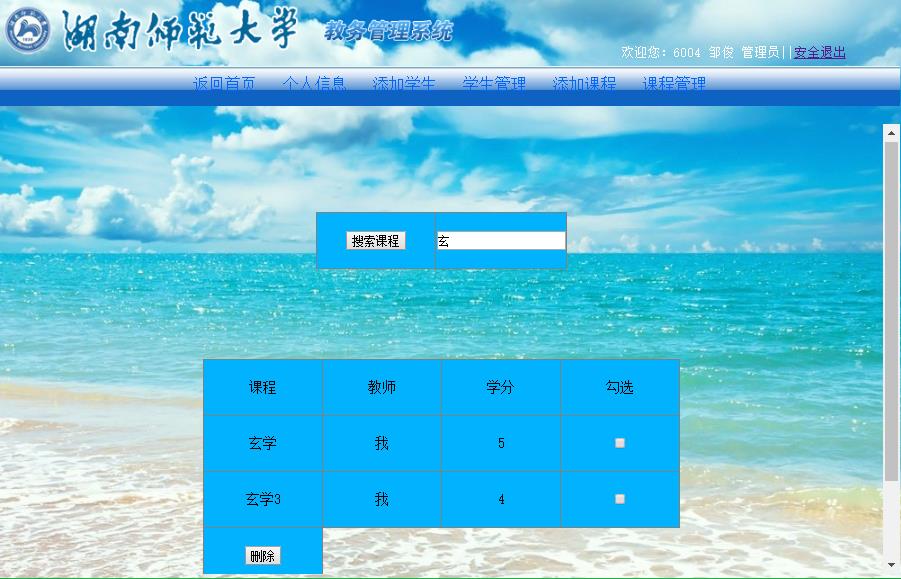 湖南师范大学 教务管理系统
欢迎您: 6004 邹俊 管理员||安全退出
返回首页 个人信息 添加学生 学生管理 添加课程 课程管理
搜索课程 玄
课程 教师 学分 勾选
玄学 我 5
玄学3 我 4
删除